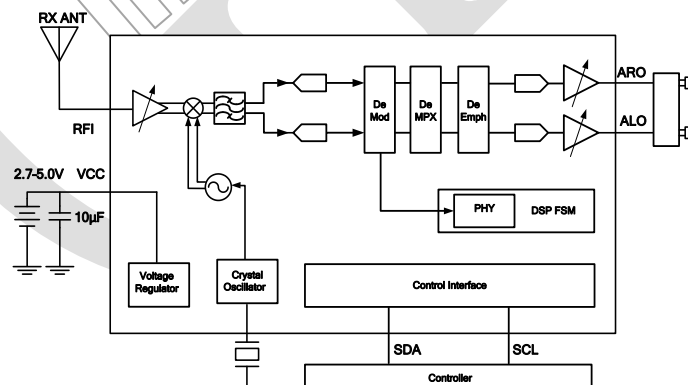 RX ANT
RFI
2.7-5.0V VCC
10µF
De
Mod
De
MPX
De
Emph
ARO
ALO
PHY
DSP FSM
Voltage
Regulator
Crystal
Oscillator
Control Interface
SDA
SCL
Controller